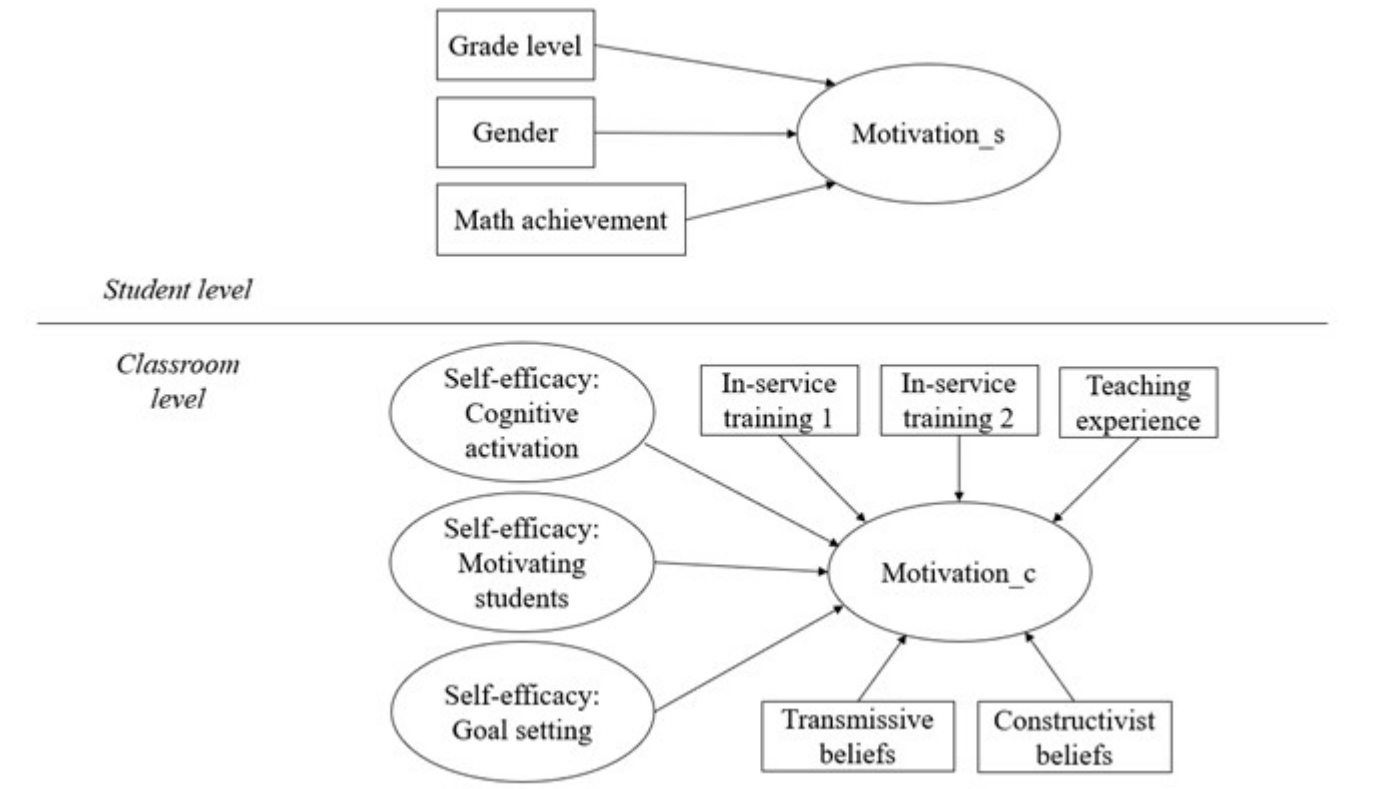 Grade level
Gender
Motivation_s
Math achievement
Student level
Classroom
level
Self-efficacy:
Cognitive
activation
In-service
training 1
In-service
training 2
Teaching
experience
Self-efficacy:
Motivating
students
Motivation_c
Self-efficacy:
Goal setting
Transmissive
beliefs
Constructivist
beliefs